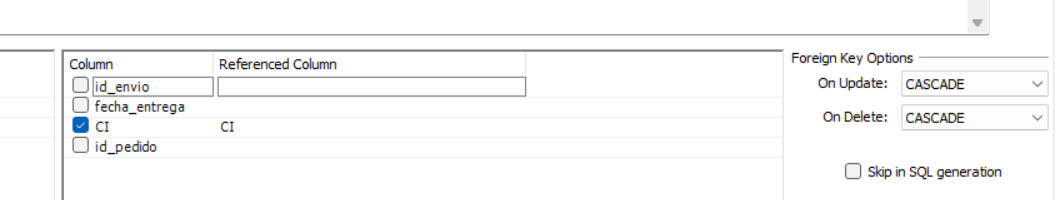 Column Referenced Column Foreign Key Options
id_envio On Update: CASCADE
fecha_entrega
CI CI On Delete: CASCADE
id_pedido
Skip in SQL generation